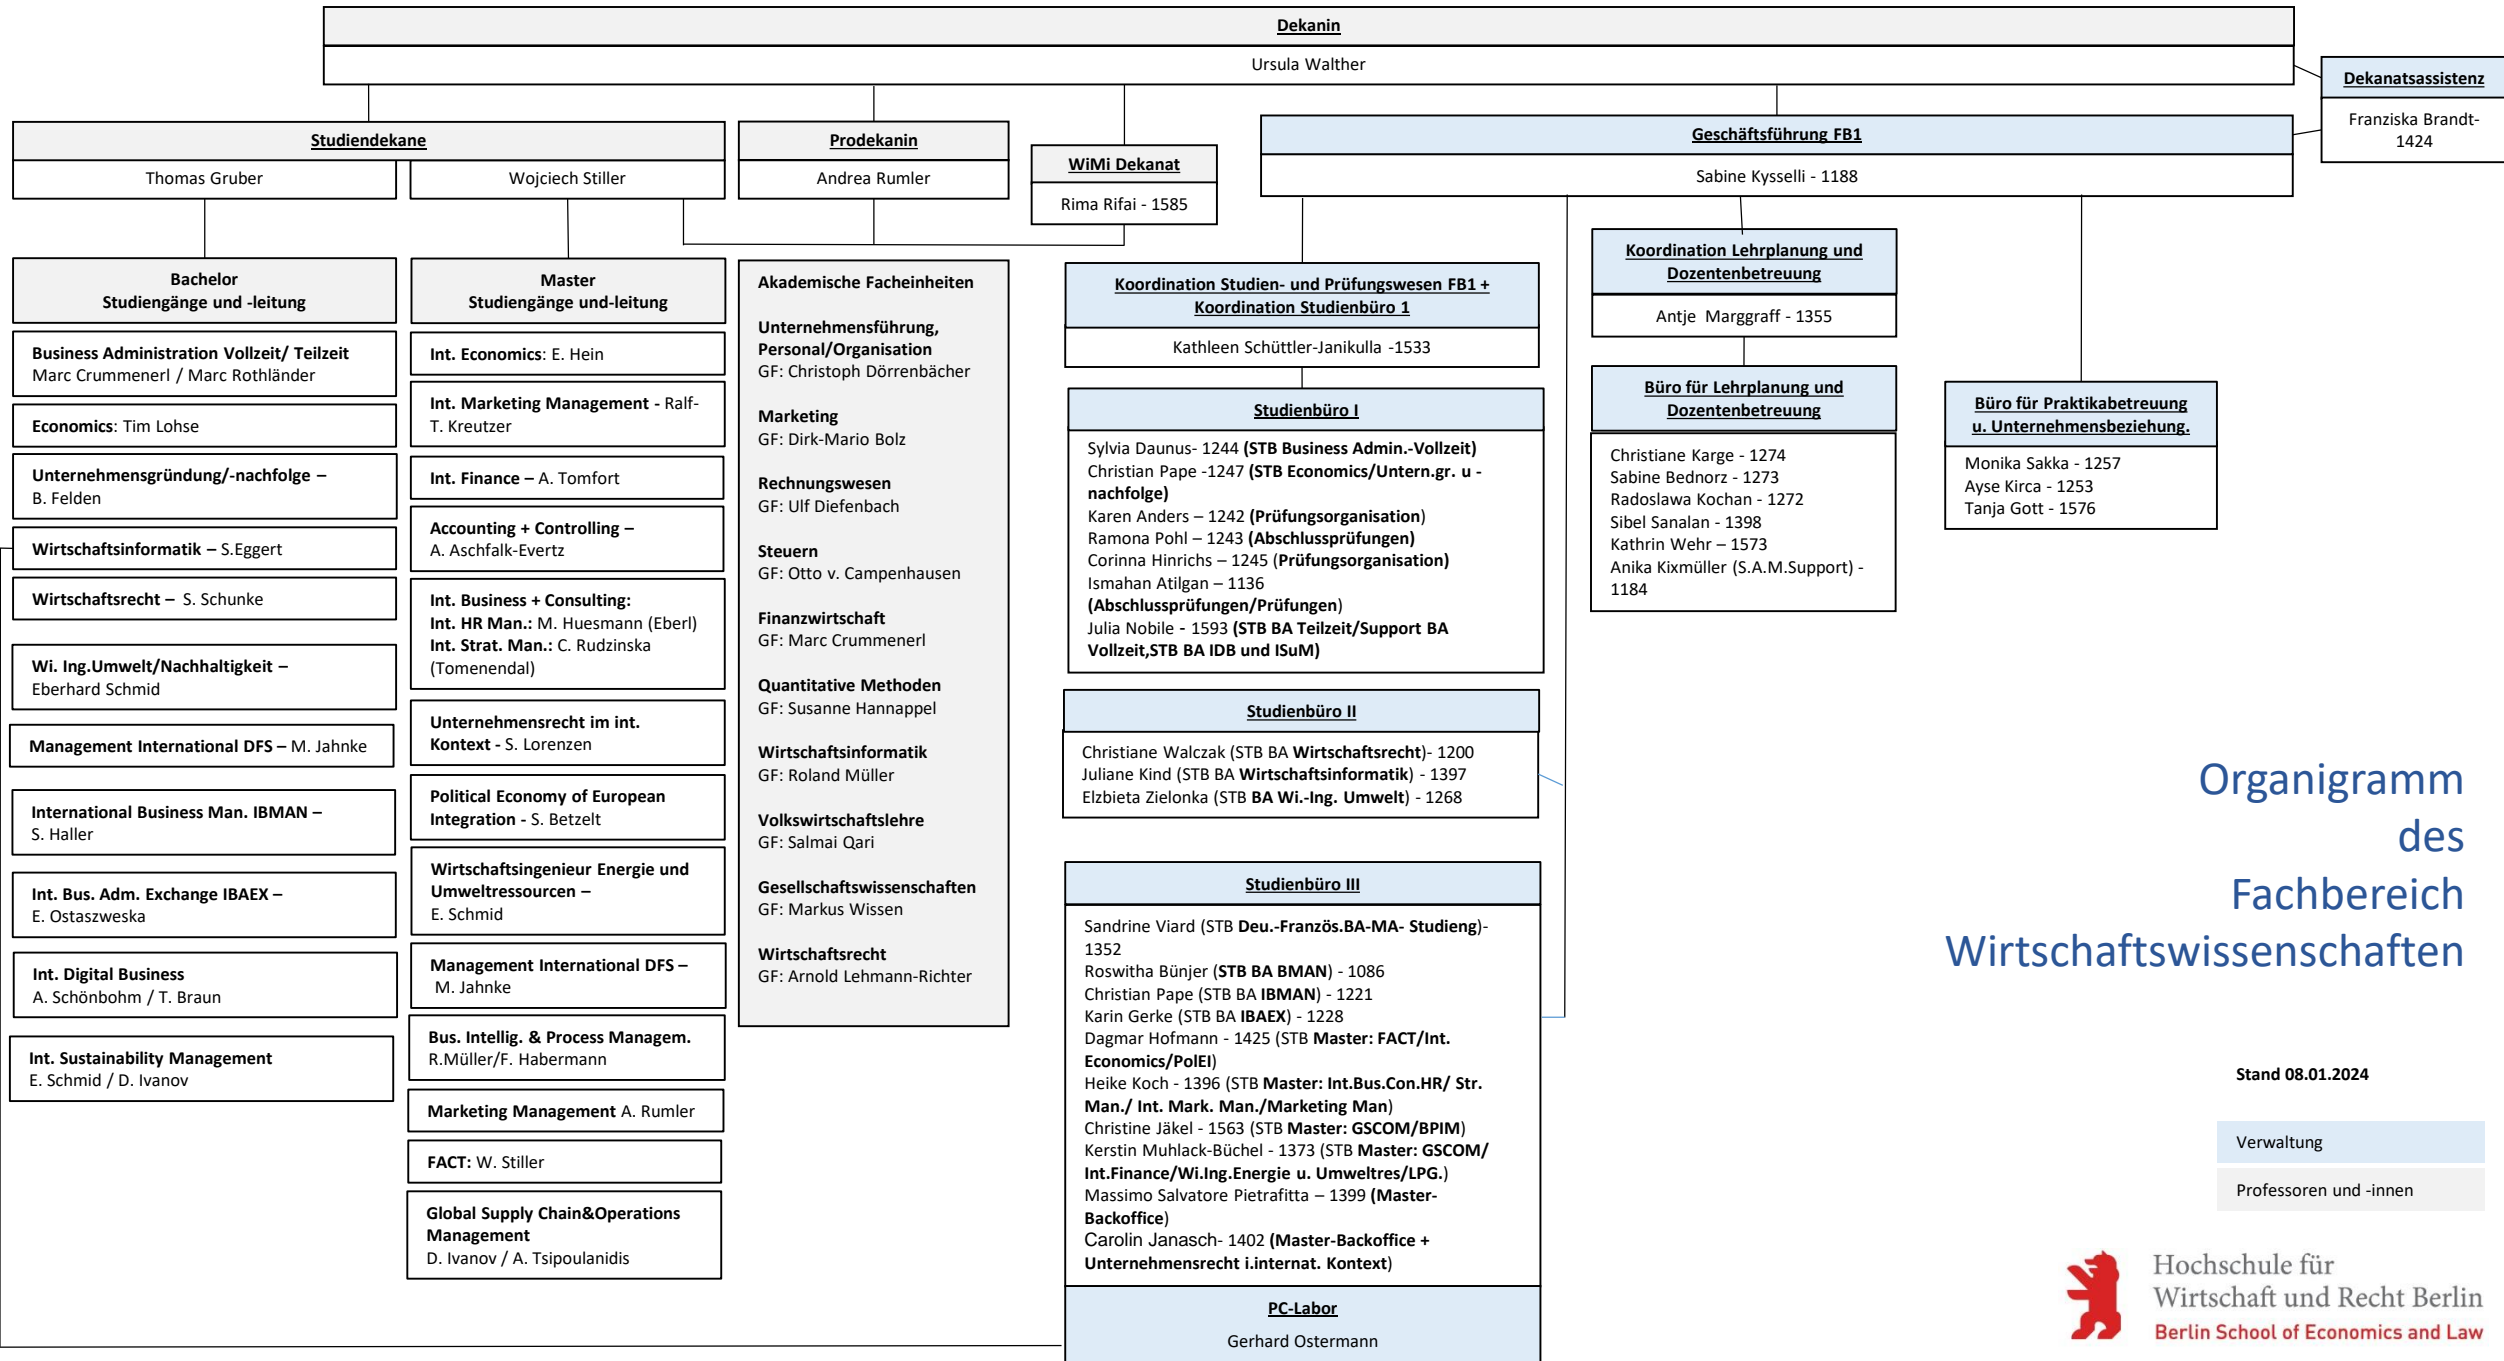 Dekanin
Ursula Walther
Dekanatsassistenz
Franziska Brandt-
1424
Studiendekane
Thomas Gruber
Wojciech Stiller
Prodekanin
Andrea Rumler
WiMi Dekanat
Rima Rifai - 1585
Geschäftsführung FB1
Sabine Kysselli - 1188
Bachelor
Studiengänge und -leitung
Business Administration Vollzeit/ Teilzeit
Marc Crummenerl / Marc Rothländer
Economics: Tim Lohse
Unternehmensgründung/-nachfolge –
B. Felden
Wirtschaftsinformatik – S.Eggert
Wirtschaftsrecht – S. Schunke
Wi. Ing.Umwelt/Nachhaltigkeit –
Eberhard Schmid
Management International DFS – M. Jahnke
International Business Man. IBMAN –
S. Haller
Int. Bus. Adm. Exchange IBAEX –
E. Ostaszweska
Int. Digital Business
A. Schönbohm / T. Braun
Int. Sustainability Management
E. Schmid / D. Ivanov
Master
Studiengänge und-leitung
Int. Economics: E. Hein
Int. Marketing Management - Ralf-
T. Kreutzer
Int. Finance – A. Tomfort
Accounting + Controlling –
A. Aschfalk-Evertz
Int. Business + Consulting:
Int. HR Man.: M. Huesmann (Eberl)
Int. Strat. Man.: C. Rudzinska
(Tomenendal)
Unternehmensrecht im int.
Kontext - S. Lorenzen
Political Economy of European
Integration - S. Betzelt
Wirtschaftsingenieur Energie und
Umweltressourcen –
E. Schmid
Management International DFS –
M. Jahnke
Bus. Intellig. & Process Managem.
R.Müller/F. Habermann
Marketing Management A. Rumler
FACT: W. Stiller
Global Supply Chain&Operations
Management
D. Ivanov / A. Tsipoulanidis
Akademische Facheinheiten
Unternehmensführung,
Personal/Organisation
GF: Christoph Dörrenbächer
Marketing
GF: Dirk-Mario Bolz
Rechnungswesen
GF: Ulf Diefenbach
Steuern
GF: Otto v. Campenhausen
Finanzwirtschaft
GF: Marc Crummenerl
Quantitative Methoden
GF: Susanne Hannappel
Wirtschaftsinformatik
GF: Roland Müller
Volkswirtschaftslehre
GF: Salmai Qari
Gesellschaftswissenschaften
GF: Markus Wissen
Wirtschaftsrecht
GF: Arnold Lehmann-Richter
Koordination Studien- und Prüfungswesen FB1 +
Koordination Studienbüro 1
Kathleen Schüttler-Janikulla -1533
Studienbüro I
Sylvia Daunus- 1244 (STB Business Admin.-Vollzeit)
Christian Pape -1247 (STB Economics/Untern.gr. u -
nachfolge)
Karen Anders – 1242 (Prüfungsorganisation)
Ramona Pohl – 1243 (Abschlussprüfungen)
Corinna Hinrichs – 1245 (Prüfungsorganisation)
Ismahan Atilgan – 1136
(Abschlussprüfungen/Prüfungen)
Julia Nobile - 1593 (STB BA Teilzeit/Support BA
Vollzeit,STB BA IDB und ISuM)
Studienbüro II
Christiane Walczak (STB BA Wirtschaftsrecht)- 1200
Juliane Kind (STB BA Wirtschaftsinformatik) - 1397
Elzbieta Zielonka (STB BA Wi.-Ing. Umwelt) - 1268
Studienbüro III
Sandrine Viard (STB Deu.-Französ.BA-MA- Studieng)-
1352
Roswitha Bünjer (STB BA BMAN) - 1086
Christian Pape (STB BA IBMAN) - 1221
Karin Gerke (STB BA IBAEX) - 1228
Dagmar Hofmann - 1425 (STB Master: FACT/Int.
Economics/PolEI)
Heike Koch - 1396 (STB Master: Int.Bus.Con.HR/ Str.
Man./ Int. Mark. Man./Marketing Man)
Christine Jäkel - 1563 (STB Master: GSCOM/BPIM)
Kerstin Muhlack-Büchel - 1373 (STB Master: GSCOM/
Int.Finance/Wi.Ing.Energie u. Umweltres/LPG.)
Massimo Salvatore Pietrafitta – 1399 (Master-
Backoffice)
Carolin Janasch- 1402 (Master-Backoffice +
Unternehmensrecht i.internat. Kontext)
PC-Labor
Gerhard Ostermann
Koordination Lehrplanung und
Dozentenbetreuung
Antje Marggraff - 1355
Büro für Lehrplanung und
Dozentenbetreuung
Christiane Karge - 1274
Sabine Bednorz - 1273
Radoslawa Kochan - 1272
Sibel Sanalan - 1398
Kathrin Wehr – 1573
Anika Kixmüller (S.A.M.Support) -
1184
Büro für Praktikabetreuung
u. Unternehmensbeziehung.
Monika Sakka - 1257
Ayse Kirca - 1253
Tanja Gott - 1576
Organigramm
des
Fachbereich
Wirtschaftswissenschaften
Stand 08.01.2024
Verwaltung
Professoren und -innen
Hochschule für
Wirtschaft und Recht Berlin
Berlin School of Economics and Law